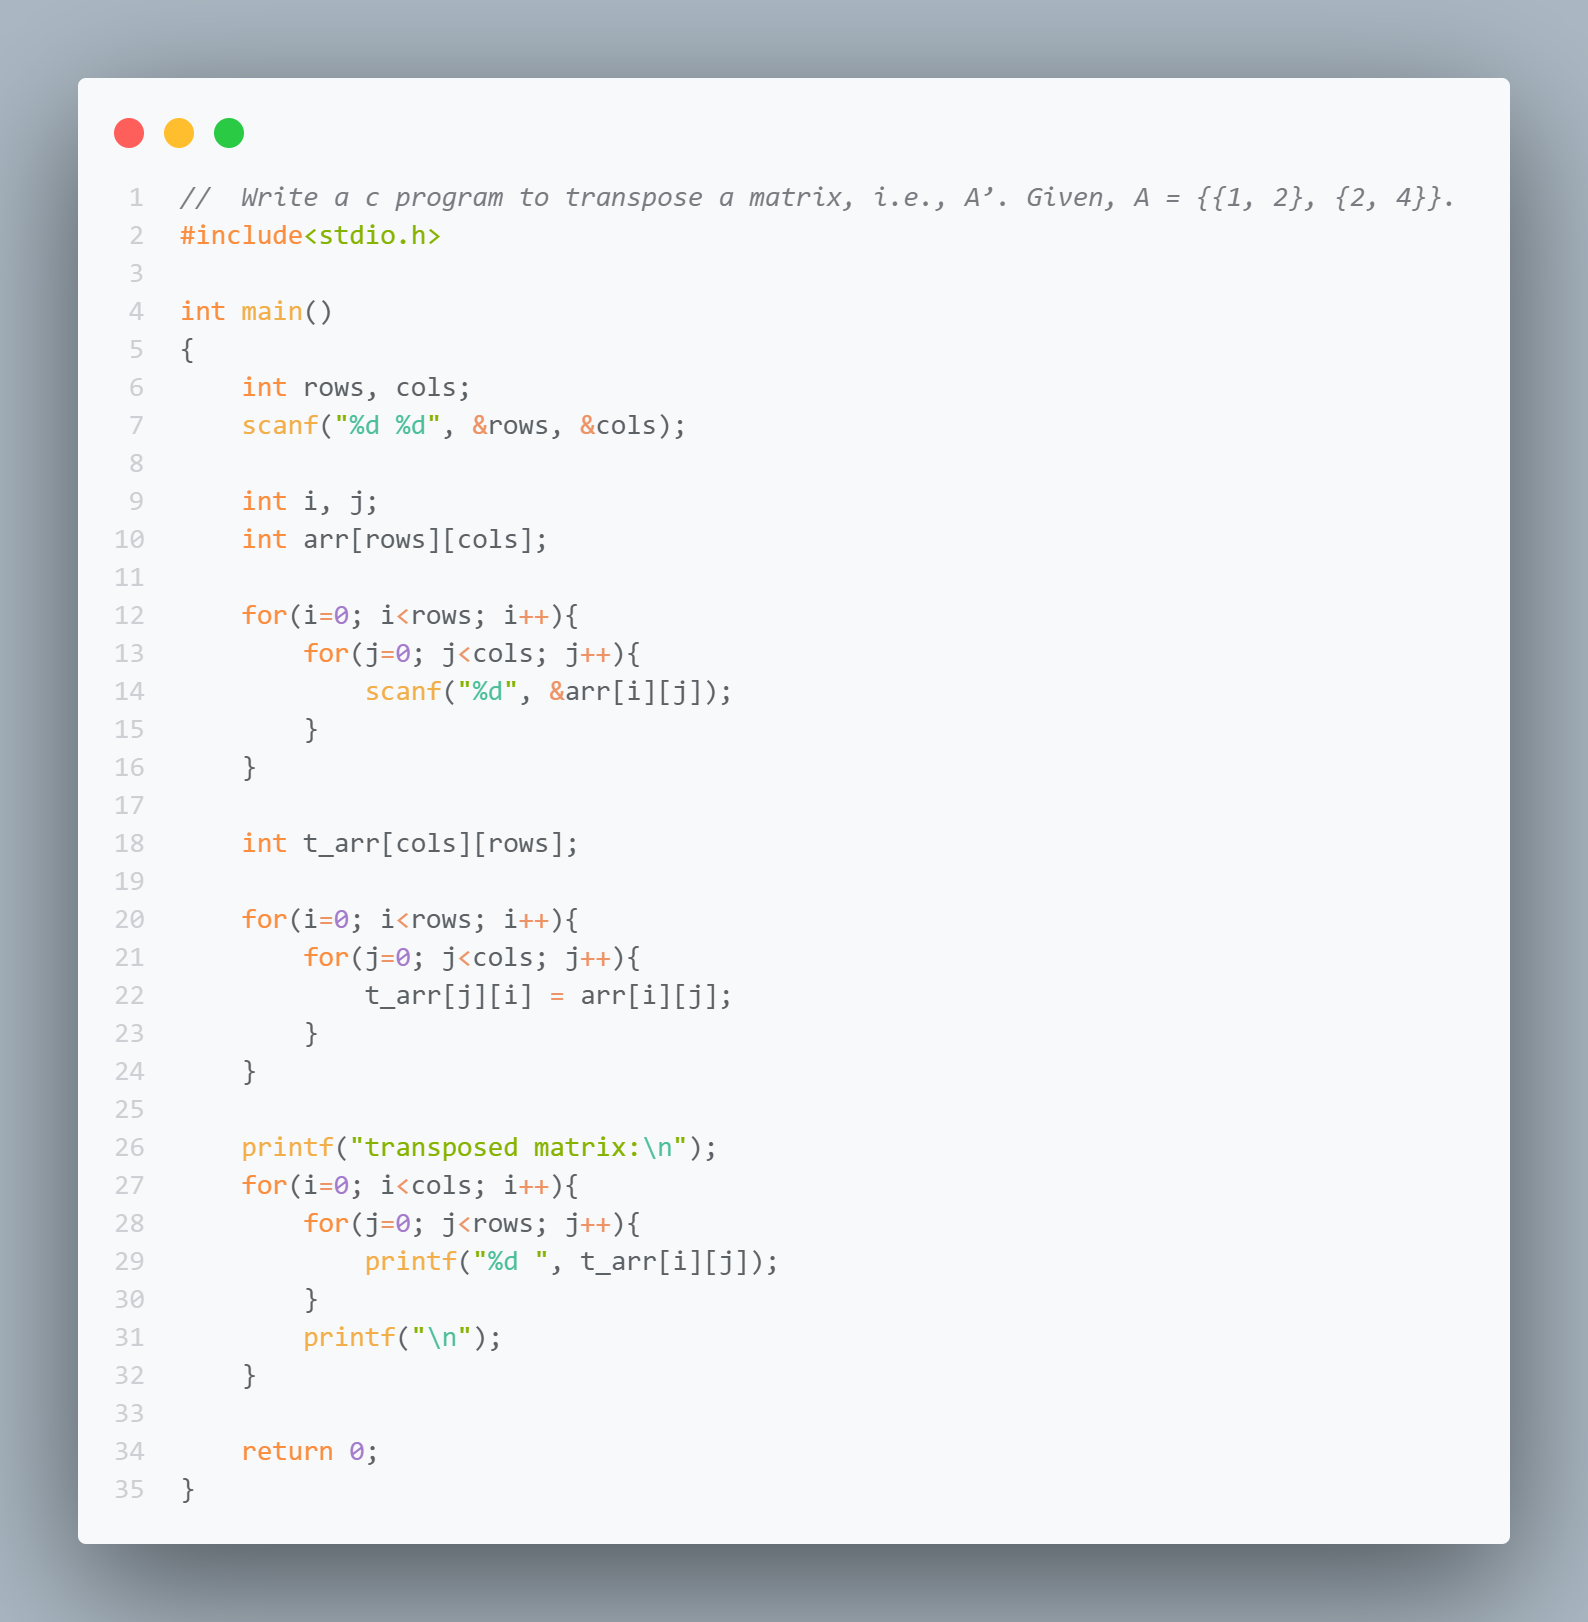 1 //  Write a c program to transpose a matrix, i.e., A’. Given, A = {{1, 2}, {2, 4}}.
2 #include<stdio.h>
3
4 int main()
5 {
6     int rows, cols;
7     scanf("%d %d", &rows, &cols);
8
9     int i, j;
10     int arr[rows][cols];
11
12     for(i=0; i<rows; i++){
13         for(j=0; j<cols; j++){
14             scanf("%d", &arr[i][j]);
15         }
16     }
17
18     int t_arr[cols][rows];
19
20     for(i=0; i<rows; i++){
21         for(j=0; j<cols; j++){
22             t_arr[j][i] = arr[i][j];
23         }
24     }
25
26     printf("transposed matrix:\n");
27     for(i=0; i<cols; i++){
28         for(j=0; j<rows; j++){
29             printf("%d ", t_arr[i][j]);
30         }
31         printf("\n");
32     }
33
34     return 0;
35 }